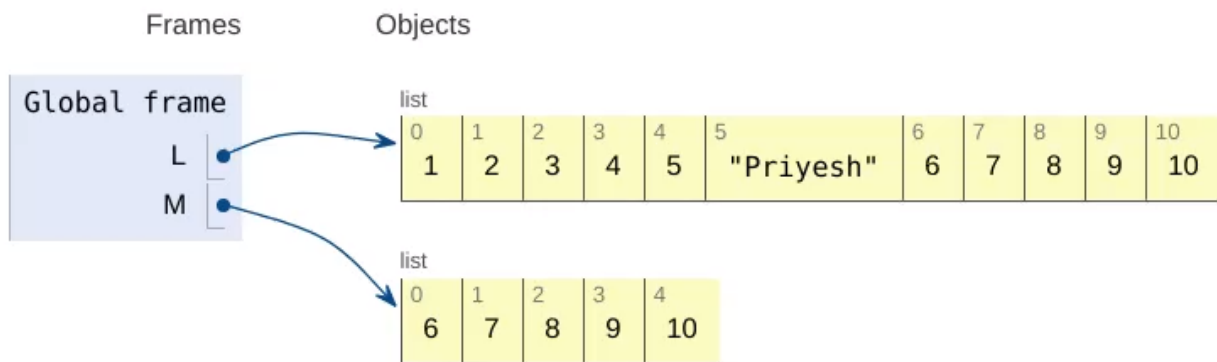 Frames Objects
Global frame
L
M
list
0 1 2 3 4 5 6 7 8 9 10
1 2 3 4 5 "Priyesh" 6 7 8 9 10
list
0 1 2 3 4
6 7 8 9 10